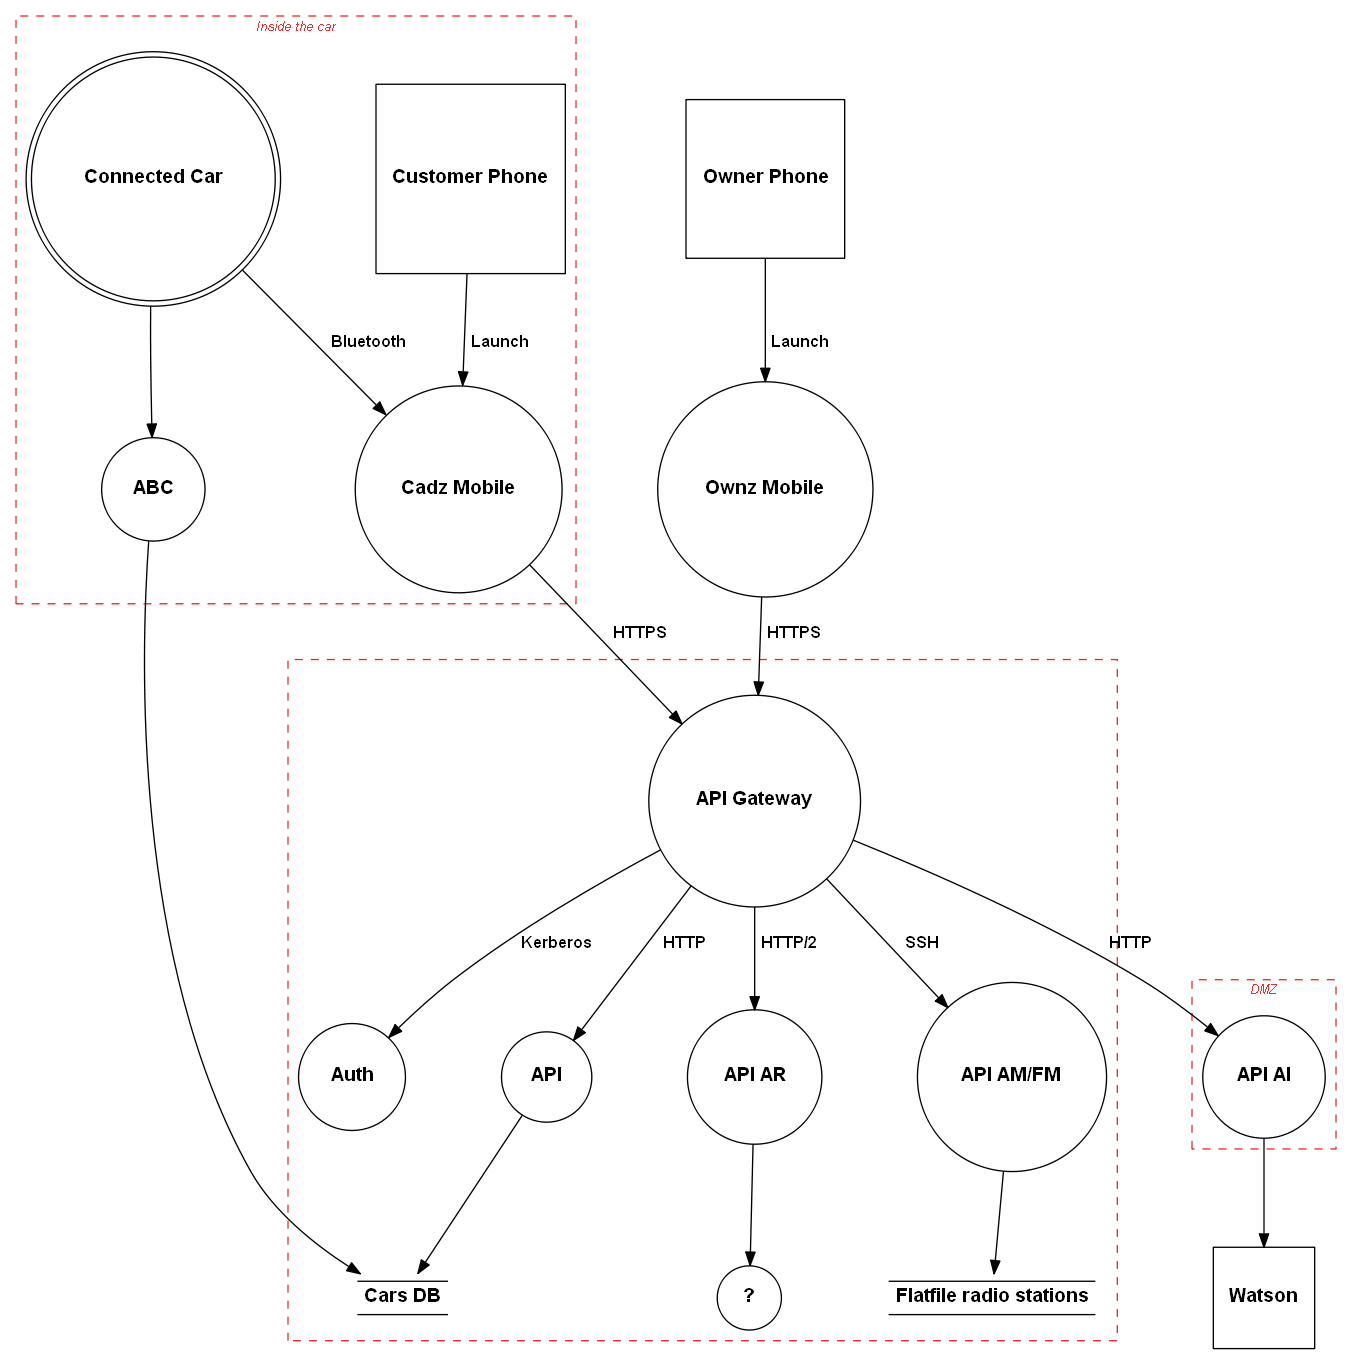 Inside the car
Connected Car
Customer Phone
Owner Phone
Bluetooth
Launch
Launch
ABC
Cadz Mobile
Ownz Mobile
HTTPS
HTTPS
API Gateway
Kerberos
HTTP
HTTP/2
SSH
HTTP
DMZ
Auth
API
API AR
API AM/FM
API AI
Cars DB
?
Flatfile radio stations
Watson